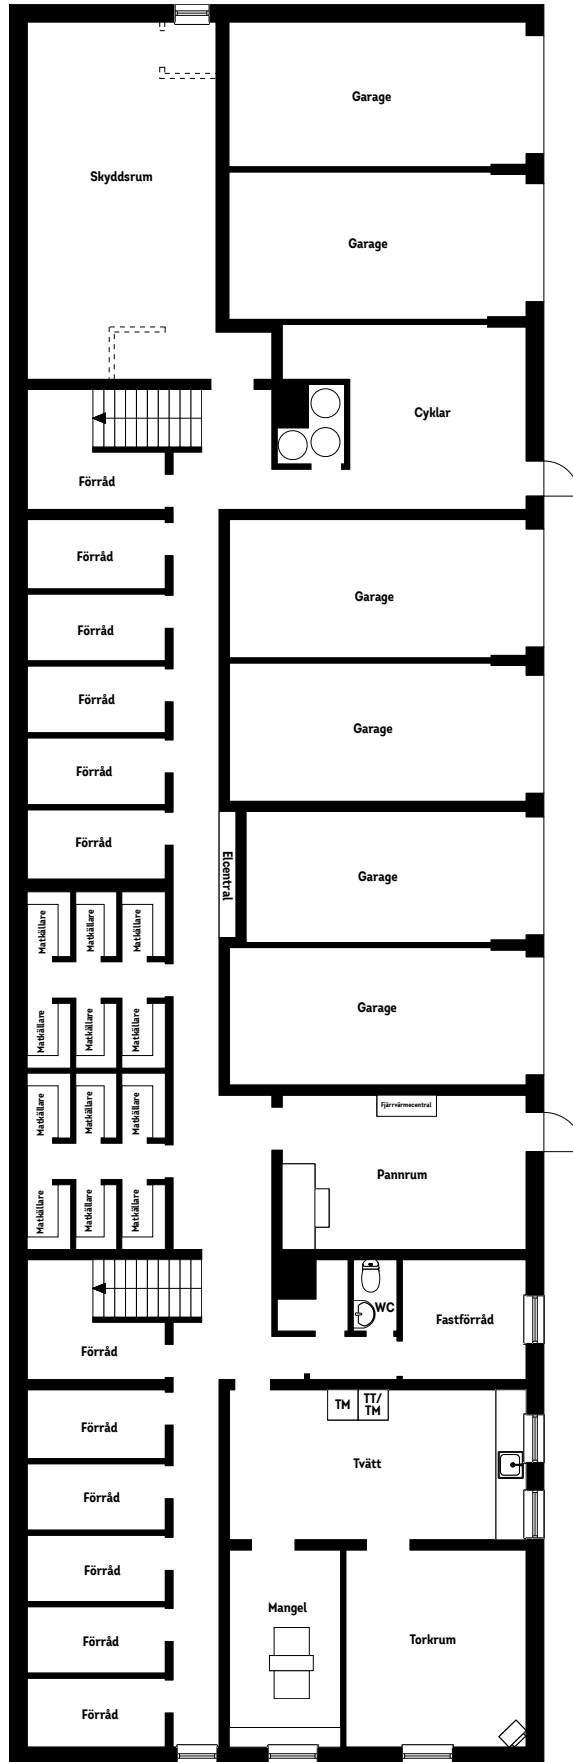 Garage
Skyddsrum
Garage
Cyklar
Förråd
Förråd
Garage
Förråd
Förråd
Garage
Förråd
Förråd
Elcentral
Garage
Matkällare
Matkällare
Matkällare
Garage
Matkällare
Matkällare
Matkällare
Fjärrvärmecentral
Matkällare
Matkällare
Matkällare
Pannrum
Matkällare
Matkällare
Matkällare
WC
Fastförråd
Förråd
TM
TT/
TM
Förråd
Tvätt
Förråd
Förråd
Mangel
Torkrum
Förråd
Förråd